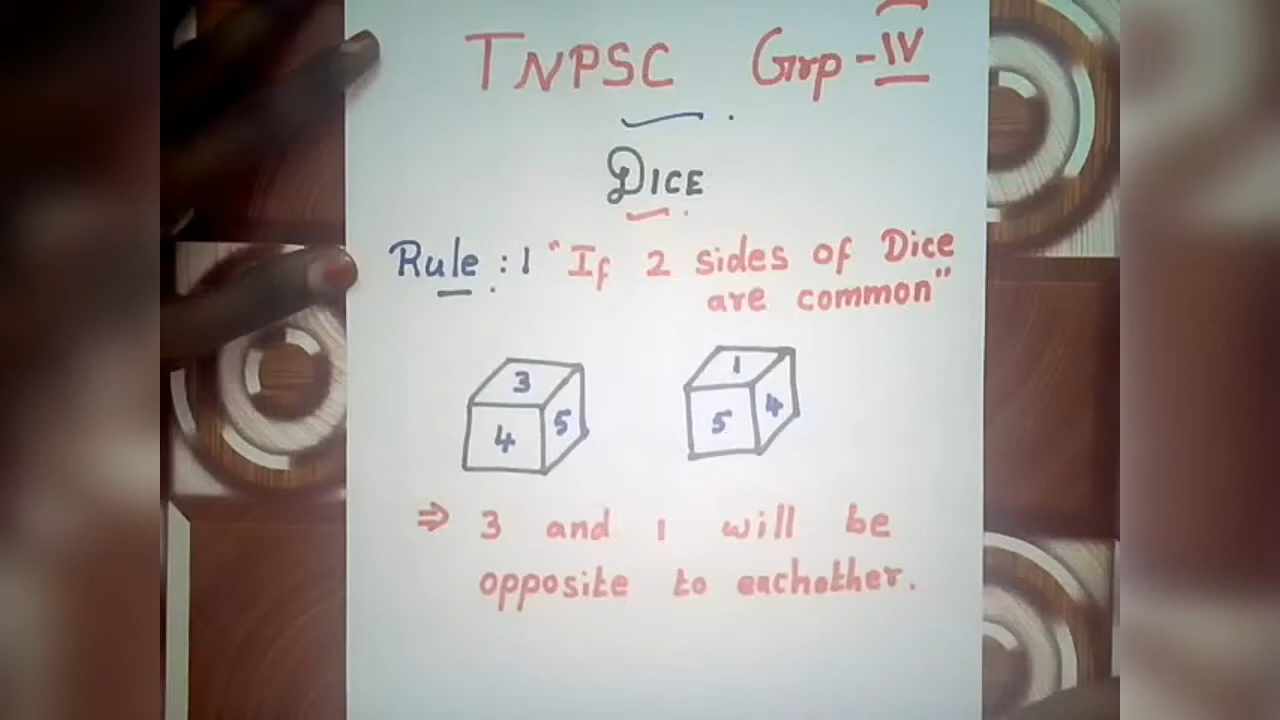 TNPSC Grp - IV
DICE
Rule : 1 "If 2 sides of Dice
are common"
3
4 5
1
5 4
⇒ 3 and 1 will be
opposite to eachother.